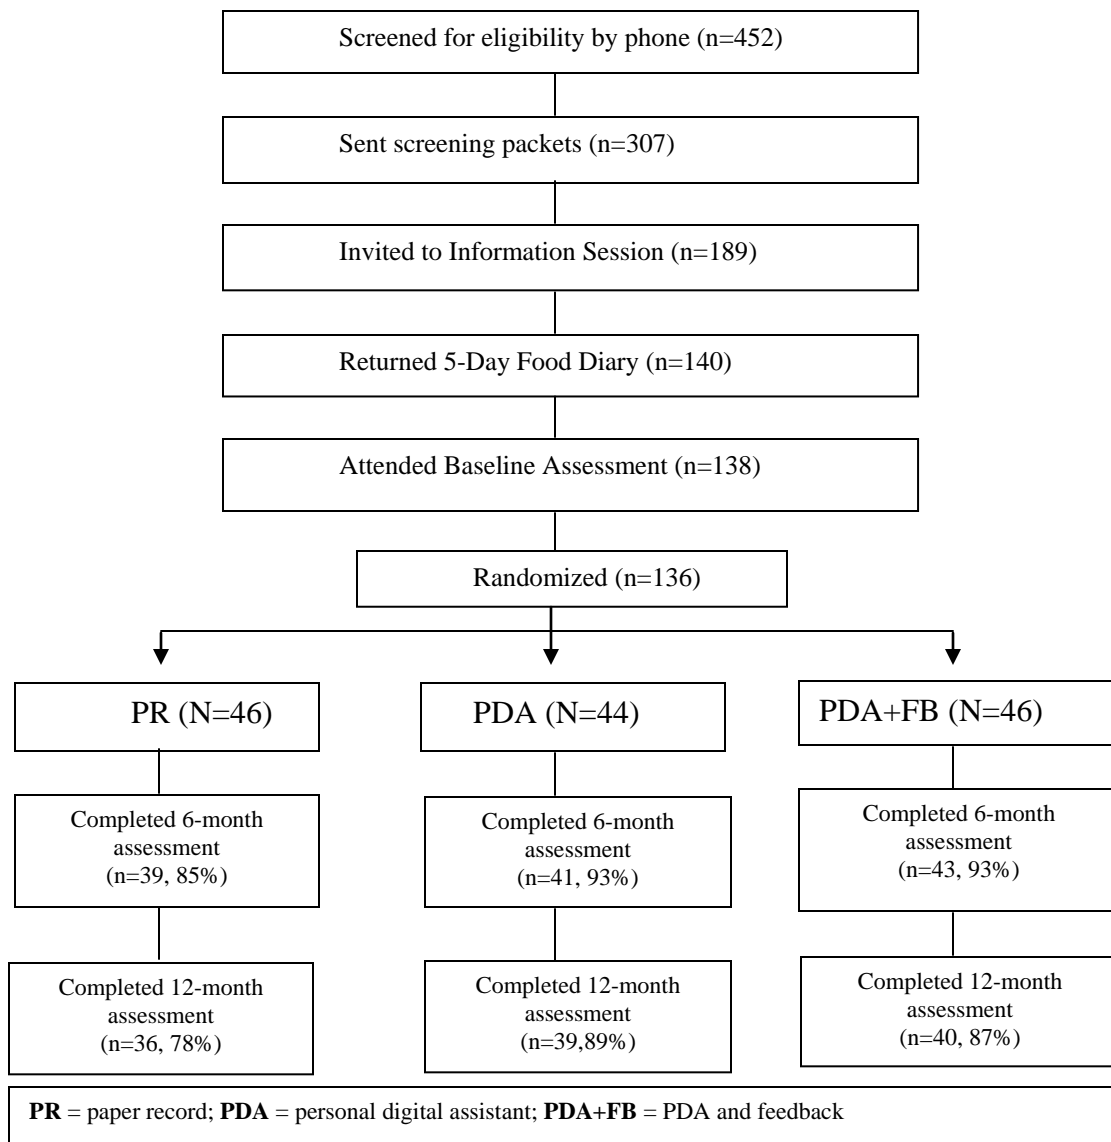 Screened for eligibility by phone (n=452)
Sent screening packets (n=307)
Invited to Information Session (n=189)
Returned 5-Day Food Diary (n=140)
Attended Baseline Assessment (n=138)
Randomized (n=136)
PR (N=46)
PDA (N=44)
PDA+FB (N=46)
Completed 6-month
assessment
(n=39, 85%)
Completed 6-month
assessment
(n=41, 93%)
Completed 6-month
assessment
(n=43, 93%)
Completed 12-month
assessment
(n=36, 78%)
Completed 12-month
assessment
(n=39,89%)
Completed 12-month
assessment
(n=40, 87%)
PR = paper record; PDA = personal digital assistant; PDA+FB = PDA and feedback